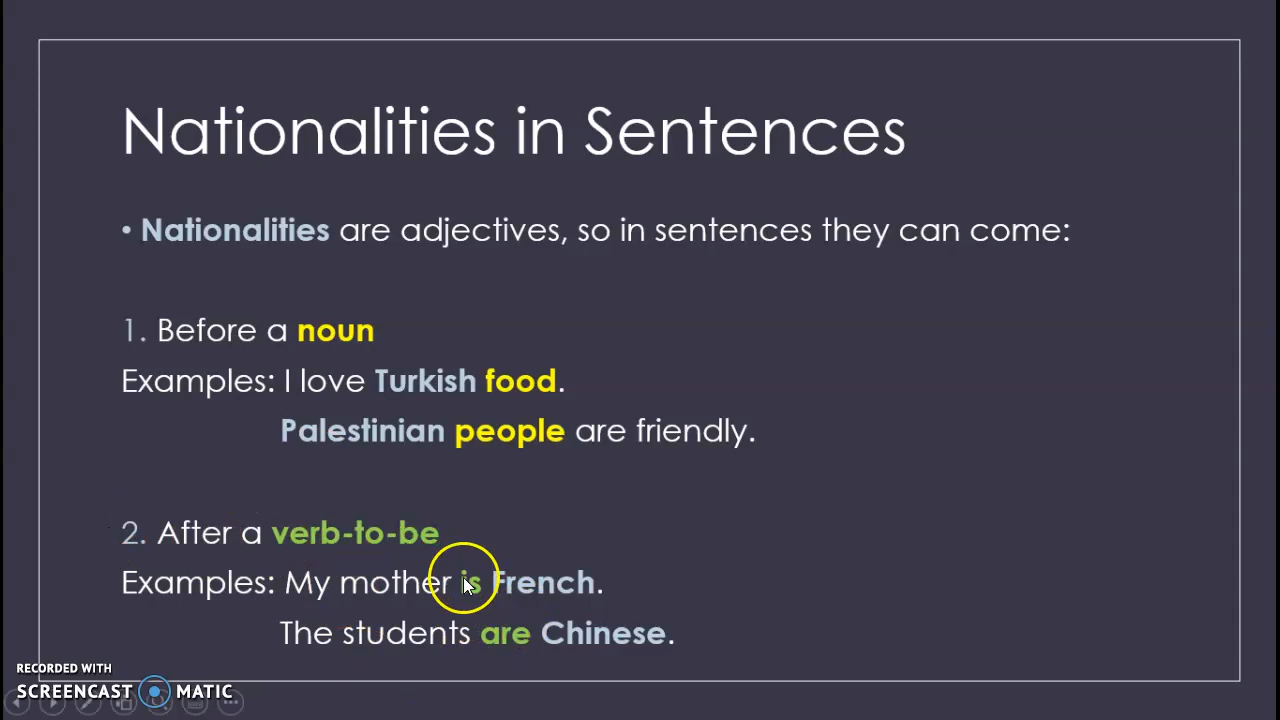 Nationalities in Sentences
• Nationalities are adjectives, so in sentences they can come:
1. Before a noun
Examples: I love Turkish food.
Palestinian people are friendly.
2. After a verb-to-be
Examples: My mother is French.
The students are Chinese.
RECORDED WITH
SCREENCAST MATIC